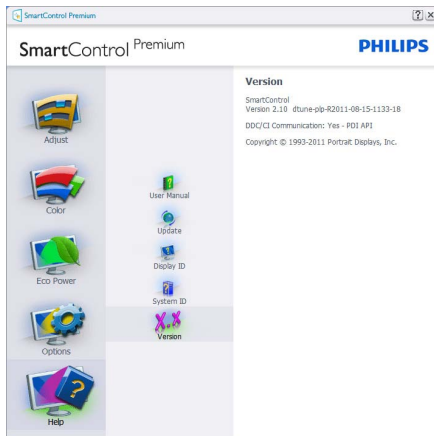 SmartControl Premium
SmartControl Premium
PHILIPS
Adjust
Color
Eco Power
Options
Help
User Manual
Update
Display ID
System ID
X.X
Version
Version
SmartControl
Version 2.10 dtune-plp-R2011-08-15-1133-18
DDC/CI Communication: Yes - PDI API
Copyright © 1993-2011 Portrait Displays, Inc.